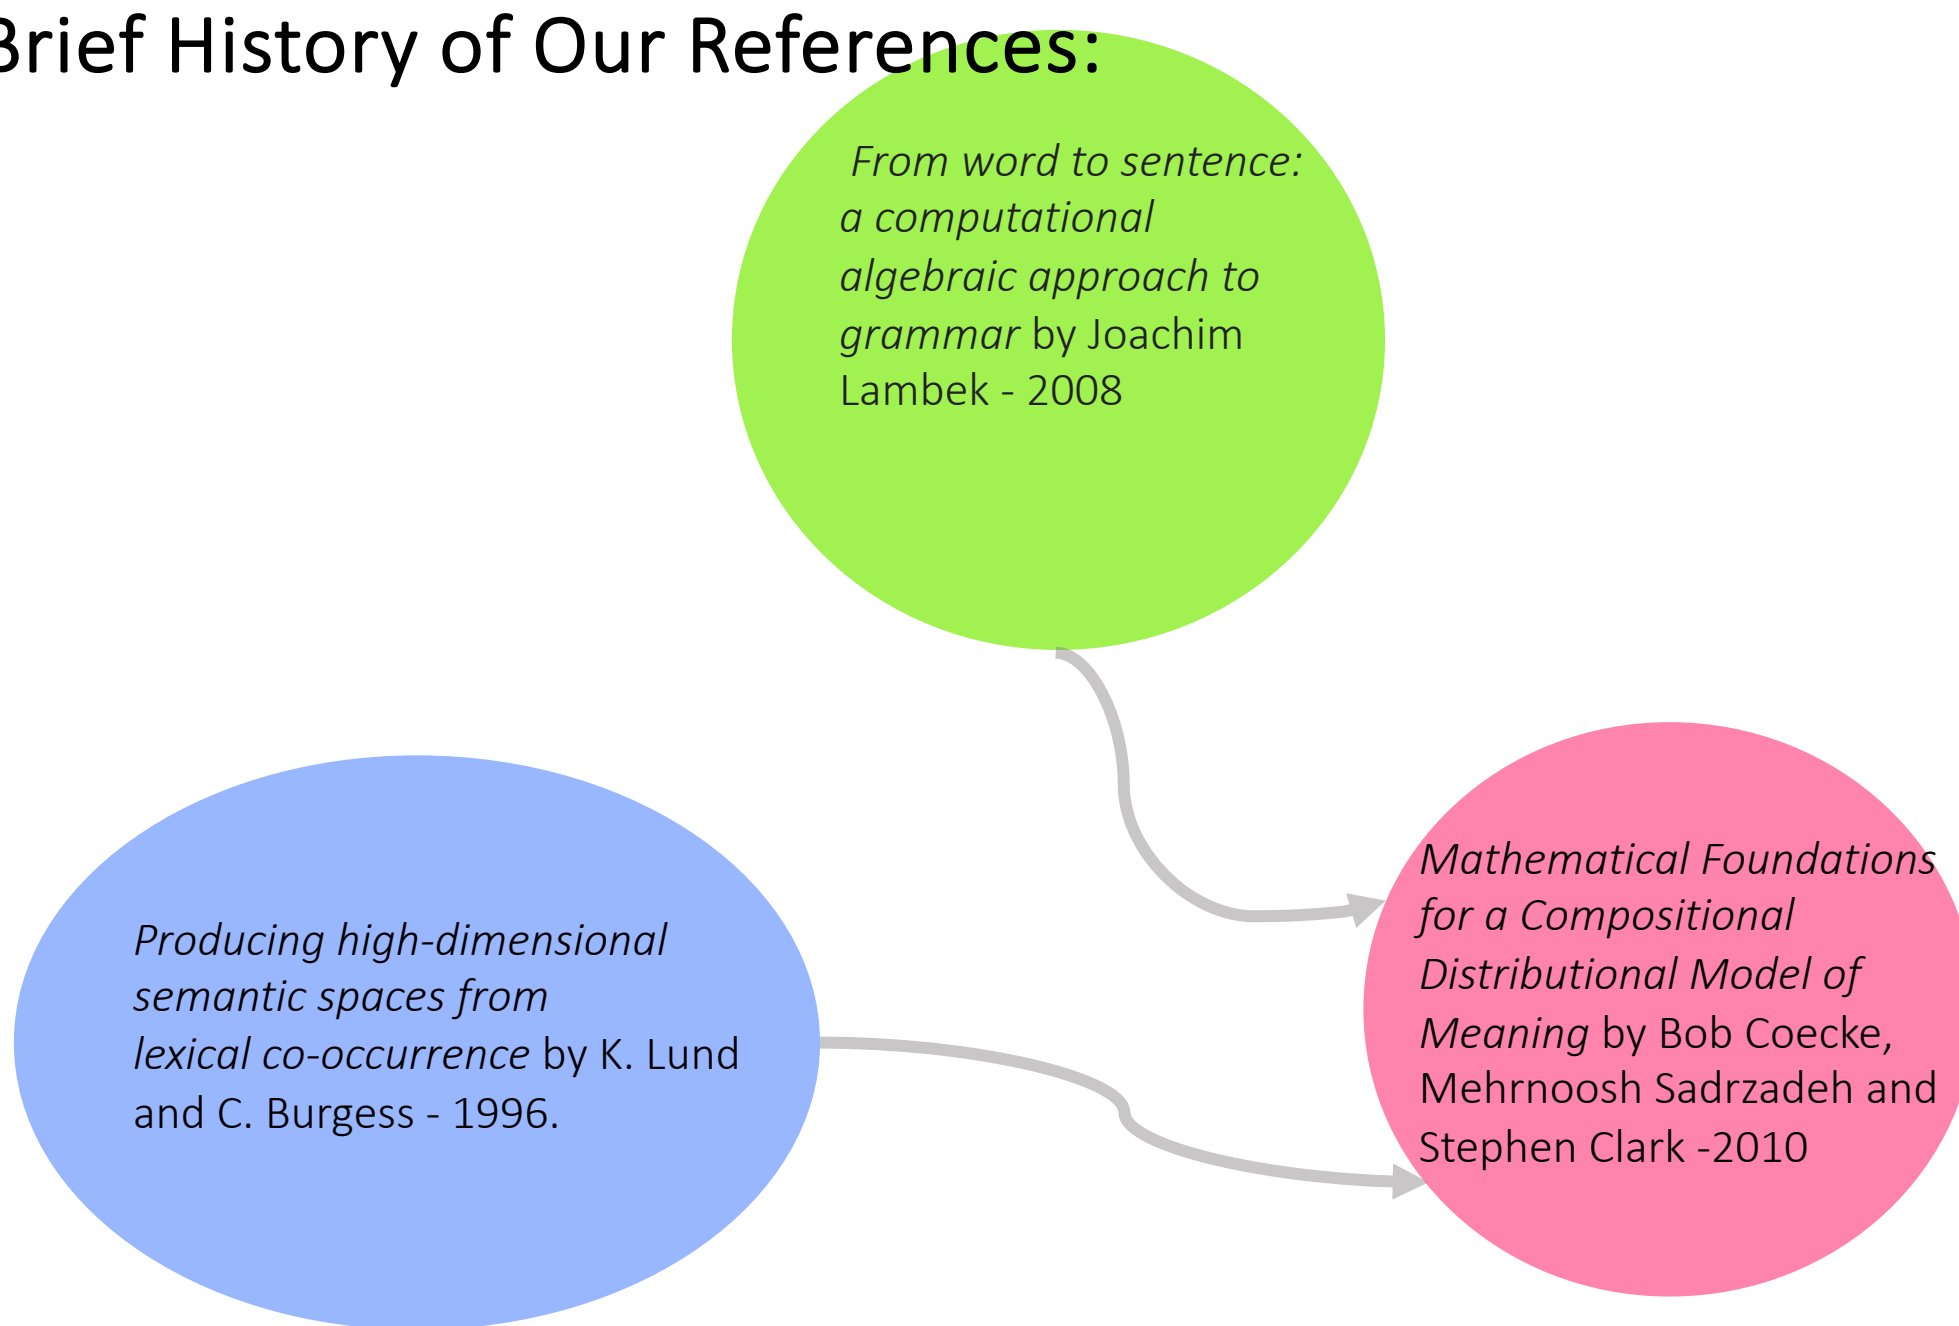 Brief History of Our References:
From word to sentence:
a computational
algebraic approach to
grammar by Joachim
Lambek - 2008
Producing high-dimensional
semantic spaces from
lexical co-occurrence by K. Lund
and C. Burgess - 1996.
Mathematical Foundations
for a Compositional
Distributional Model of
Meaning by Bob Coecke,
Mehrnoosh Sadrzadeh and
Stephen Clark -2010